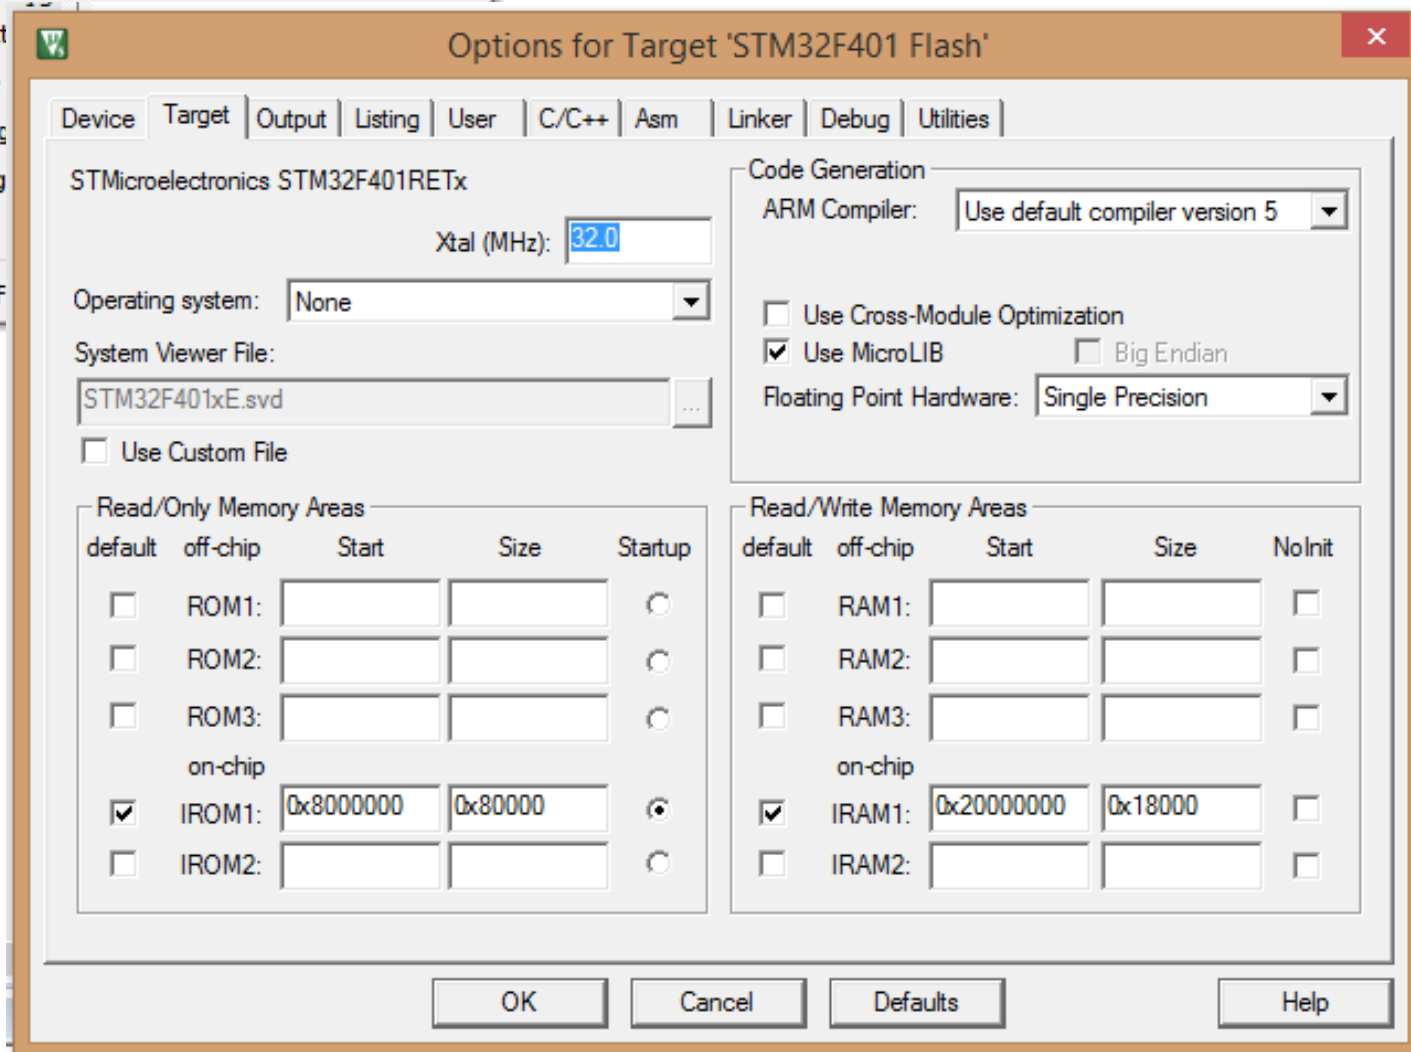 Options for Target 'STM32F401 Flash'
Device Target Output Listing User C/C++ Asm Linker Debug Utilities
STMicroelectronics STM32F401RETx
Xtal (MHz): 32.0
Operating system: None
System Viewer File:
STM32F401xE.svd ...
Use Custom File
Code Generation
ARM Compiler: Use default compiler version 5
Use Cross-Module Optimization
Use MicroLIB Big Endian
Floating Point Hardware: Single Precision
Read/Only Memory Areas
default off-chip Start Size Startup
ROM1:
ROM2:
ROM3:
on-chip
IROM1: 0x8000000 0x80000
IROM2:
Read/Write Memory Areas
default off-chip Start Size NoInit
RAM1:
RAM2:
RAM3:
on-chip
IRAM1: 0x20000000 0x18000
IRAM2:
OK Cancel Defaults Help